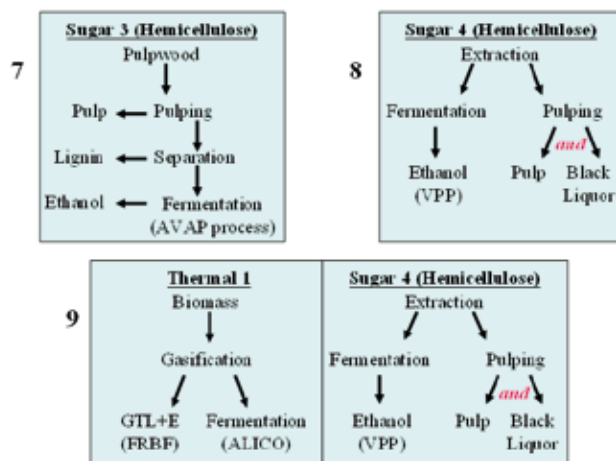 7
Sugar 3 (Hemicellulose)
Pulpwood
Pulp Pulping
Lignin Separation
Ethanol Fermentation
(AVAP process)
8
Sugar 4 (Hemicellulose)
Extraction
Fermentation Pulping
and
Ethanol Pulp Black
(VPP) Liquor
9
Thermal 1 Sugar 4 (Hemicellulose)
Biomass Extraction
Gasification Fermentation Pulping
and
GTL+E Fermentation Ethanol Pulp Black
(FRBF) (ALICO) (VPP) Liquor